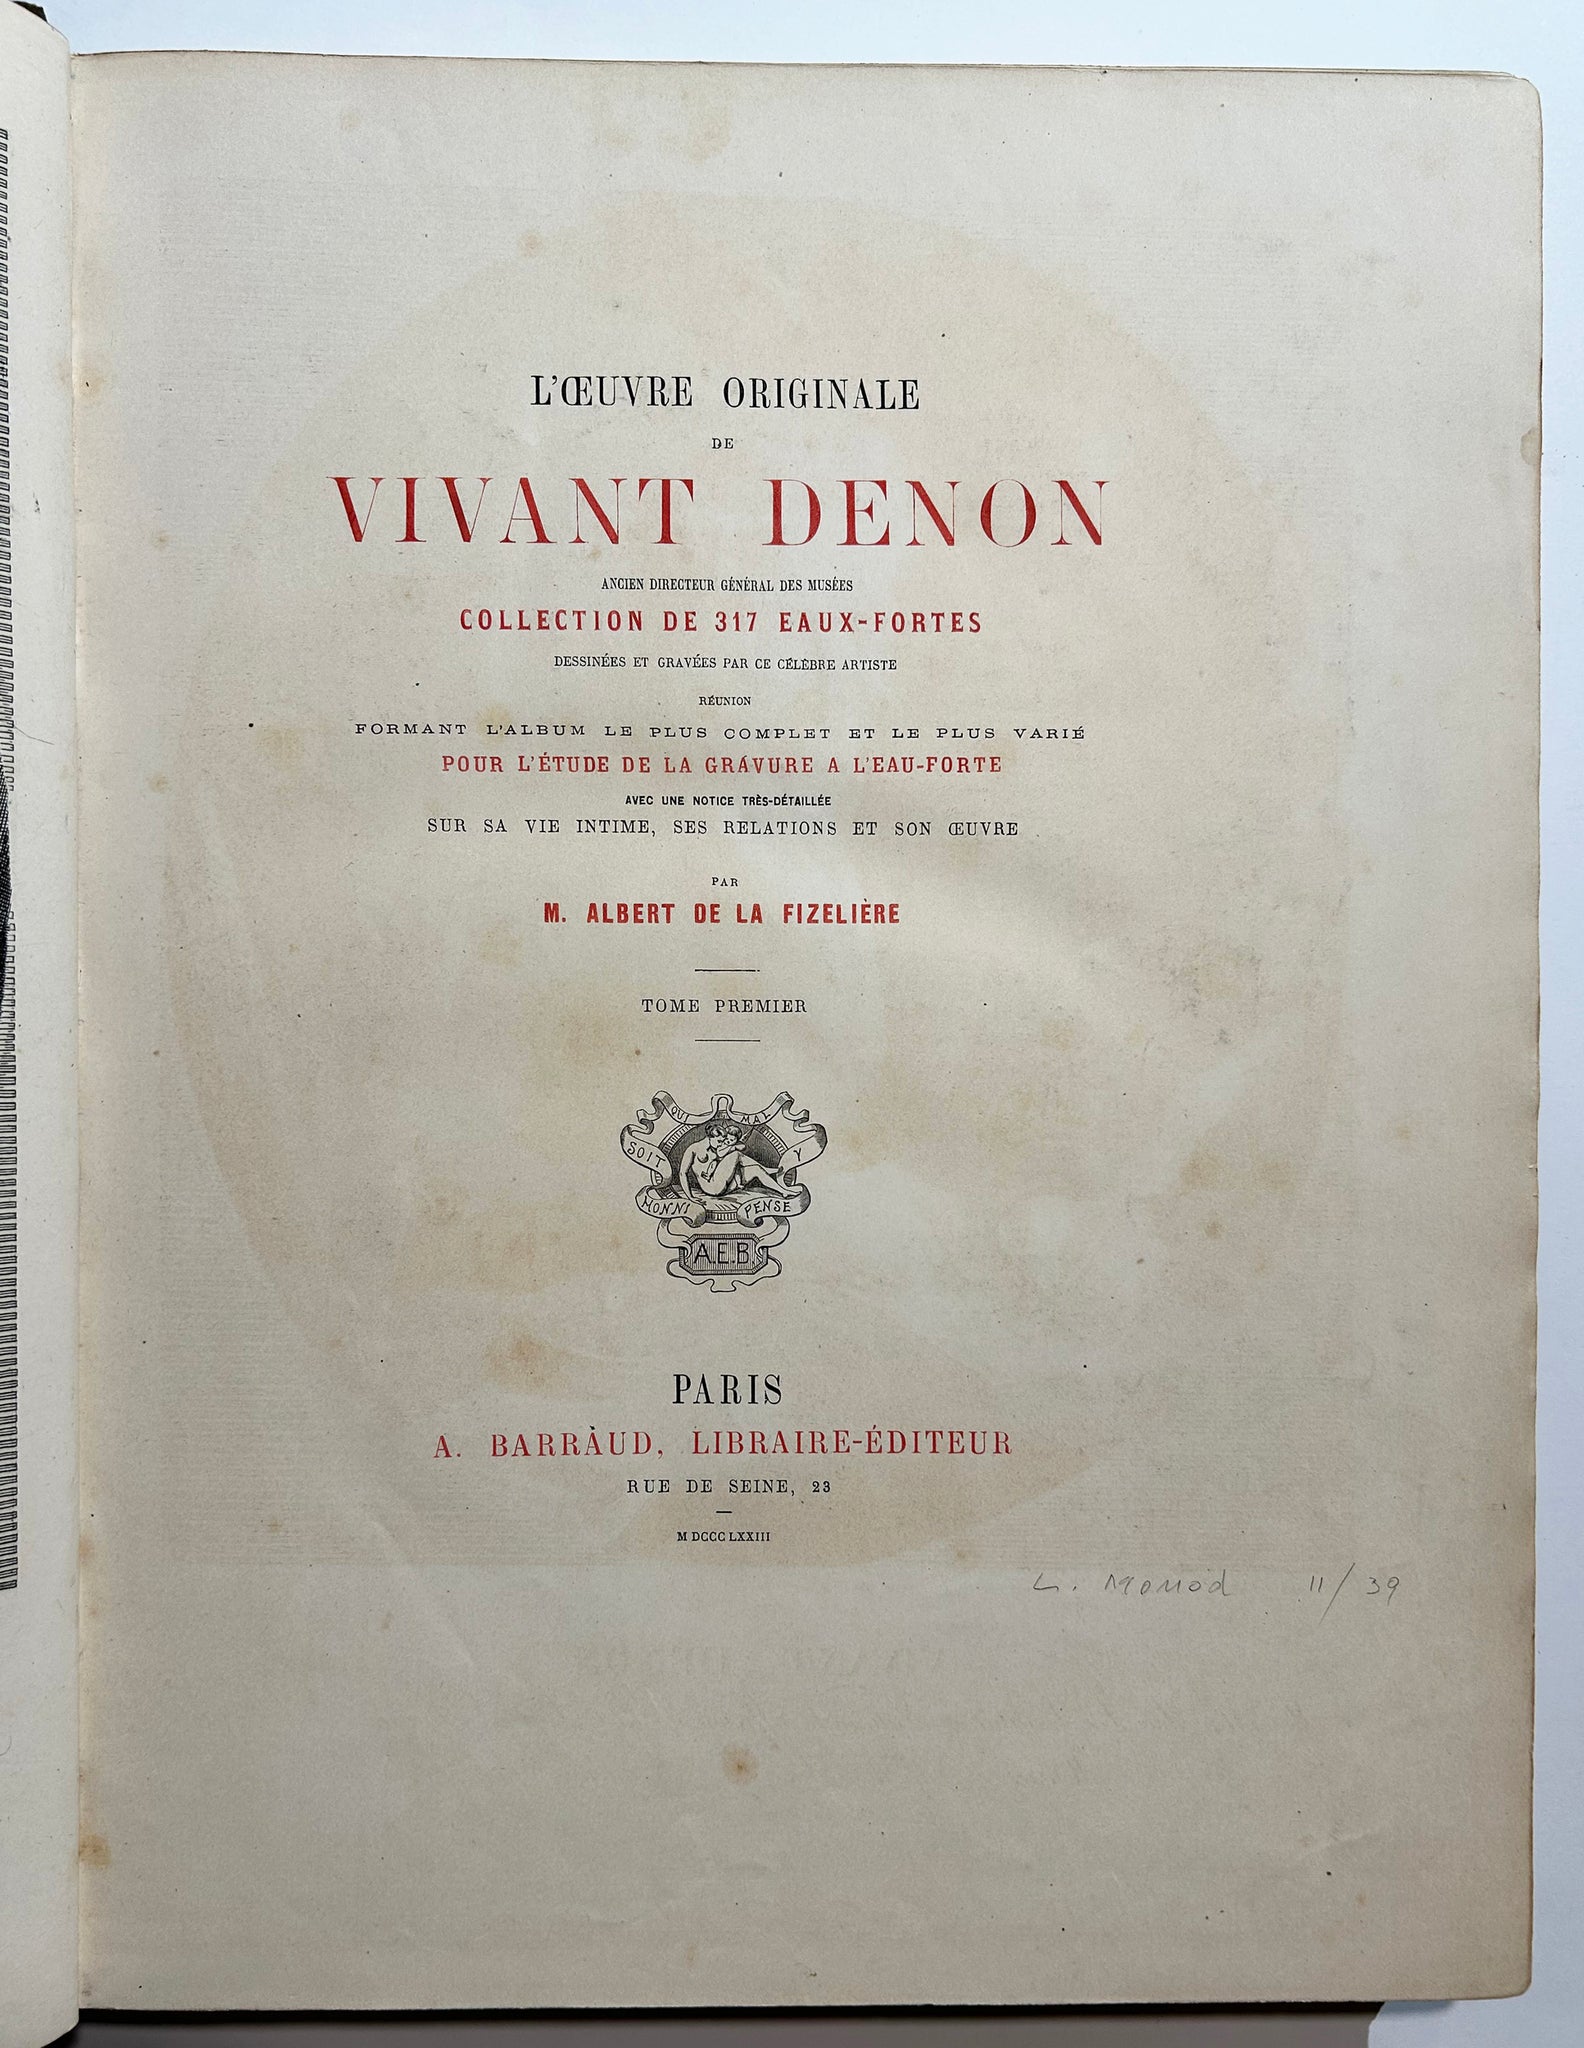 L'ŒUVRE ORIGINALE
DE
VIVANT DENON
ANCIEN DIRECTEUR GÉNÉRAL DES MUSÉES
COLLECTION DE 317 EAUX-FORTES
DESSINÉES ET GRAVÉES PAR CE CÉLÈBRE ARTISTE
RÉUNION
FORMANT L'ALBUM LE PLUS COMPLET ET LE PLUS VARIÉ
POUR L'ÉTUDE DE LA GRAVURE A L'EAU-FORTE
AVEC UNE NOTICE TRÈS-DÉTAILLÉE
SUR SA VIE INTIME, SES RELATIONS ET SON ŒUVRE
PAR
M. ALBERT DE LA FIZELIÈRE
TOME PREMIER
HONNI SOIT QUI MAL Y PENSE
A.E.B.
PARIS
A. BARRAUD, LIBRAIRE-ÉDITEUR
RUE DE SEINE, 23
M DCCC LXXIII
L. Monod 11/39